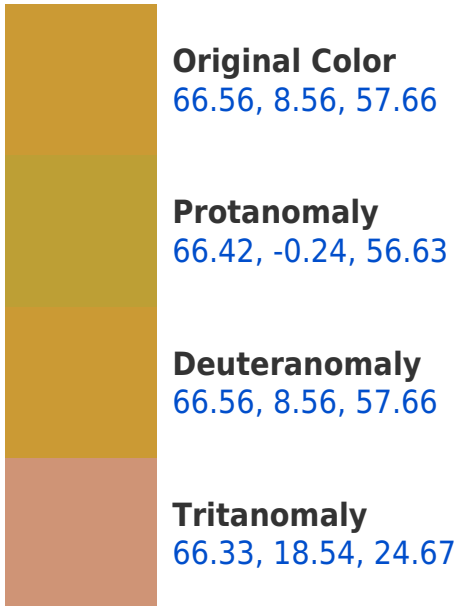 Original Color
66.56, 8.56, 57.66
Protanomaly
66.42, -0.24, 56.63
Deuteranomaly
66.56, 8.56, 57.66
Tritanomaly
66.33, 18.54, 24.67